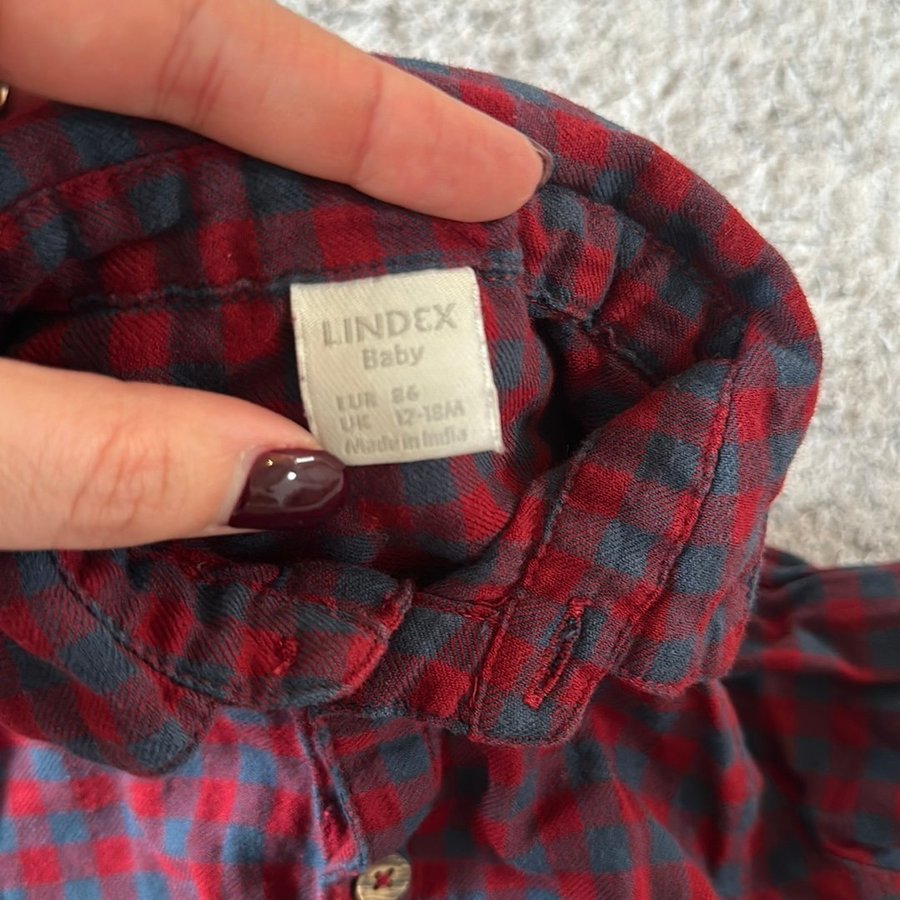 LINDEX
Baby
EUR 86
UK 12-18M
Made in India